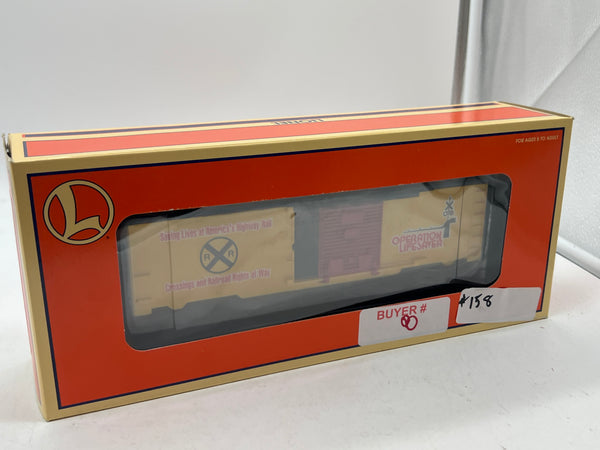 LIONEL
FOR AGES 8 TO ADULT
L
Saving Lives at America's Highway Rail
R R
Crossings and Railroad Rights of Way
OPERATION
LIFESAVER
BUYER #
80
#158